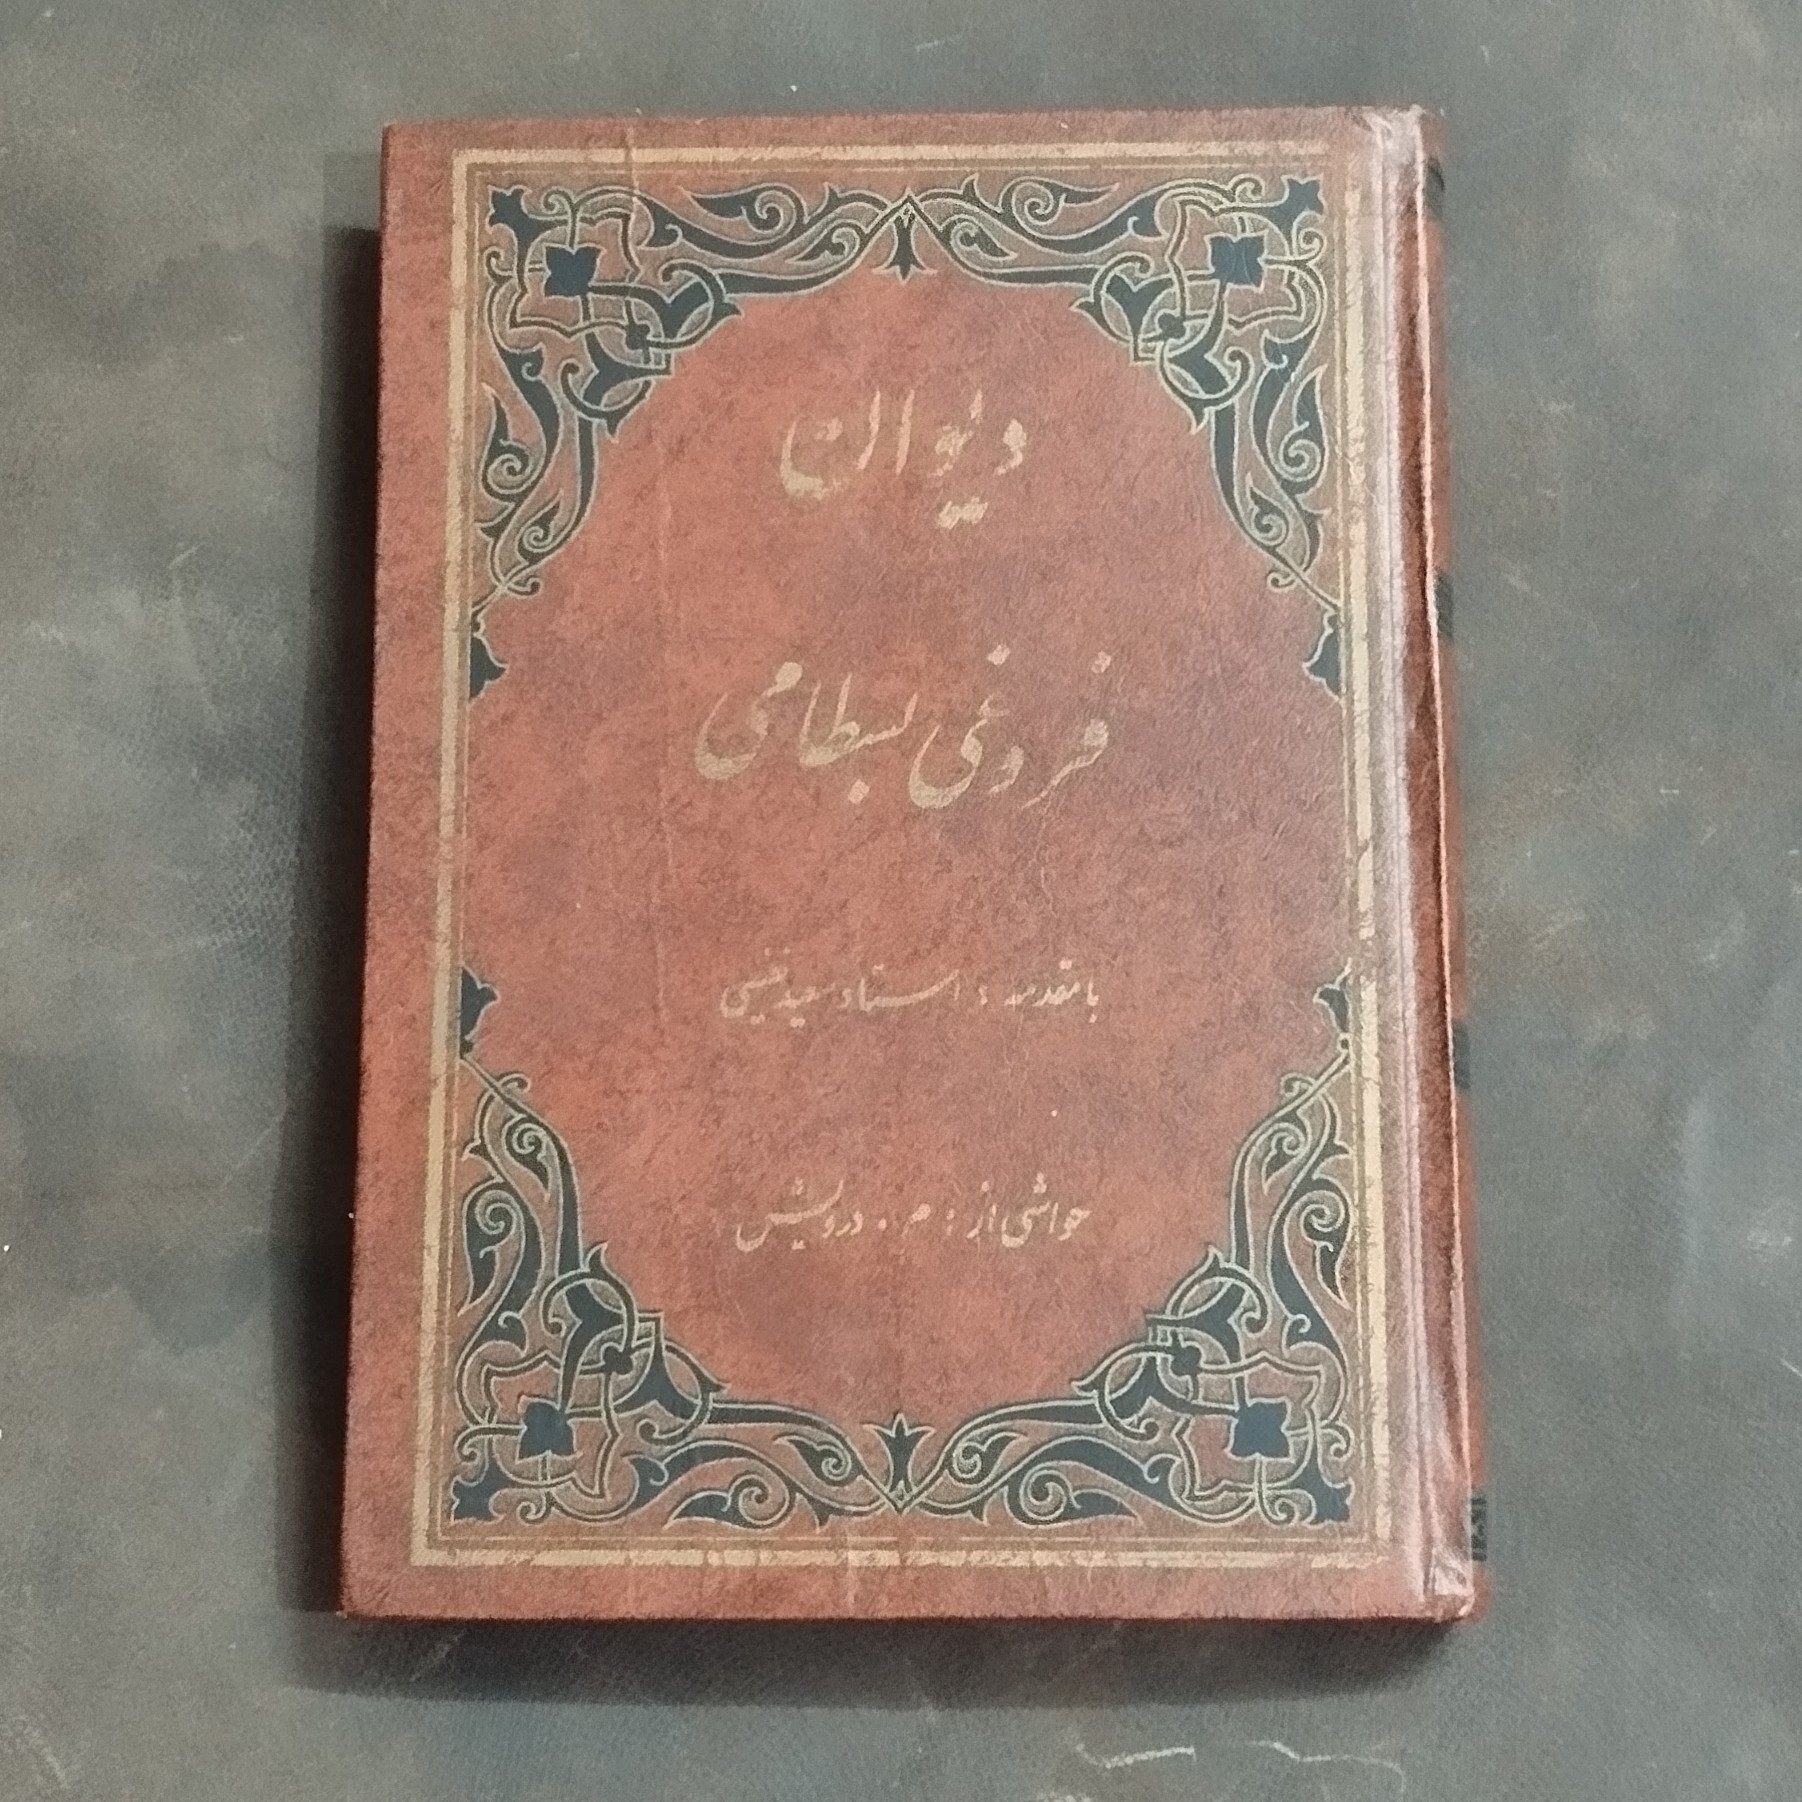 دیوان
فروغی بسطامی
با مقدمه : استاد سعید نفیسی
حواشی از : م . درویش